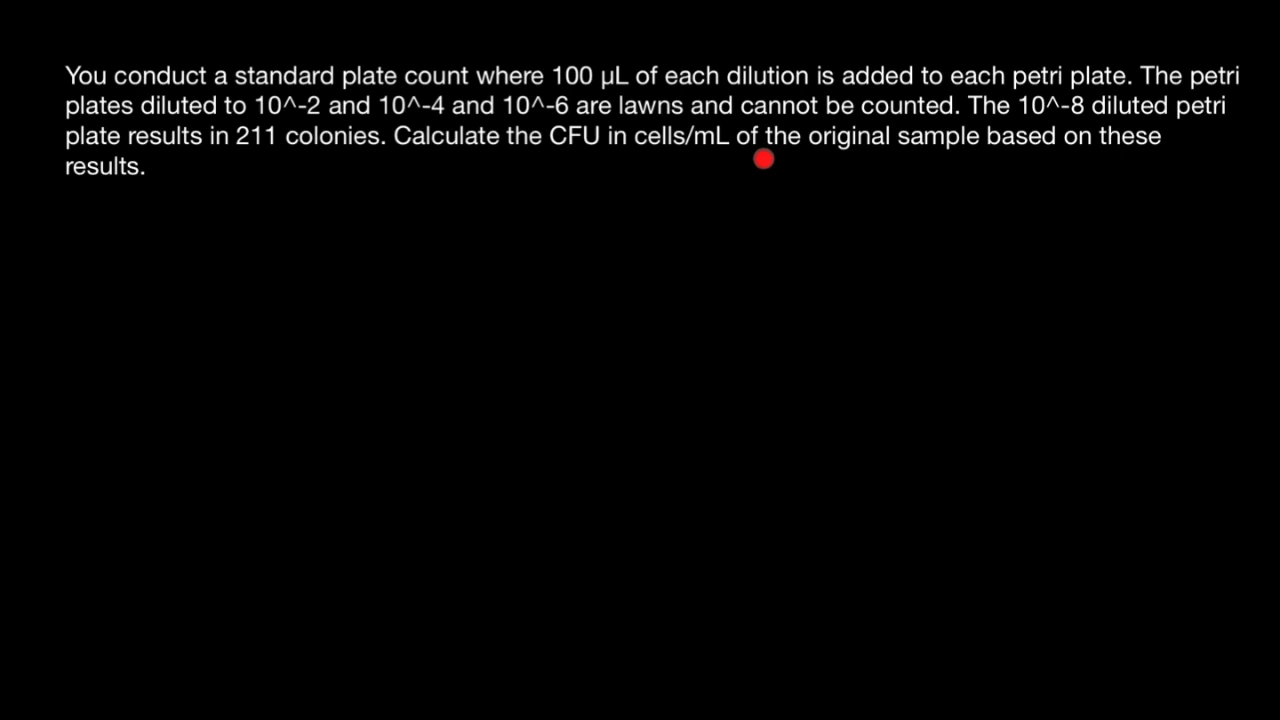 You conduct a standard plate count where 100 µL of each dilution is added to each petri plate. The petri
plates diluted to 10^-2 and 10^-4 and 10^-6 are lawns and cannot be counted. The 10^-8 diluted petri
plate results in 211 colonies. Calculate the CFU in cells/mL of the original sample based on these
results.